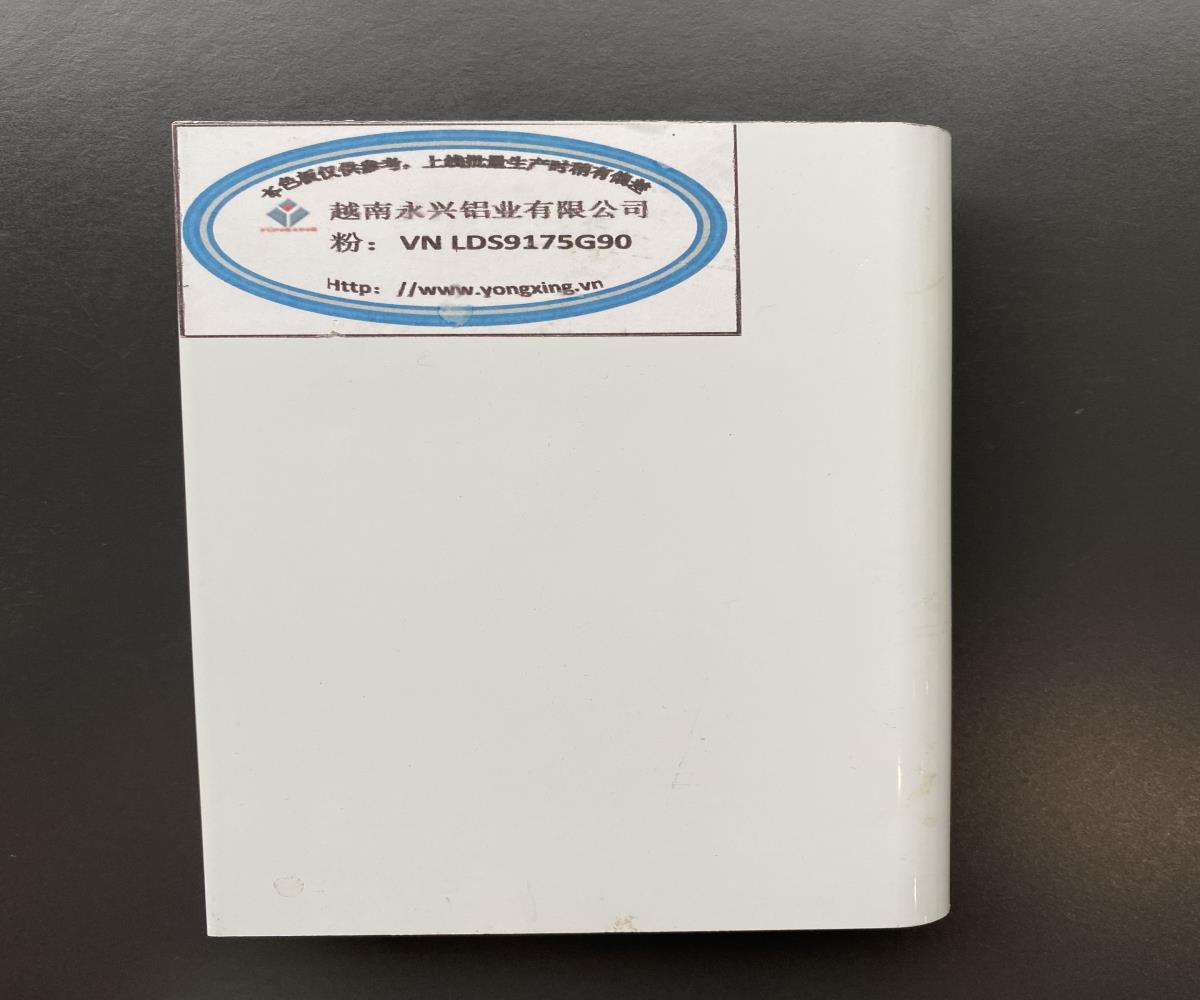 本色板仅供参考，上线批量生产时稍有偏差
YONGXING
越南永兴铝业有限公司
粉：VN LDS9175G90
Http：//www.yongxing.vn